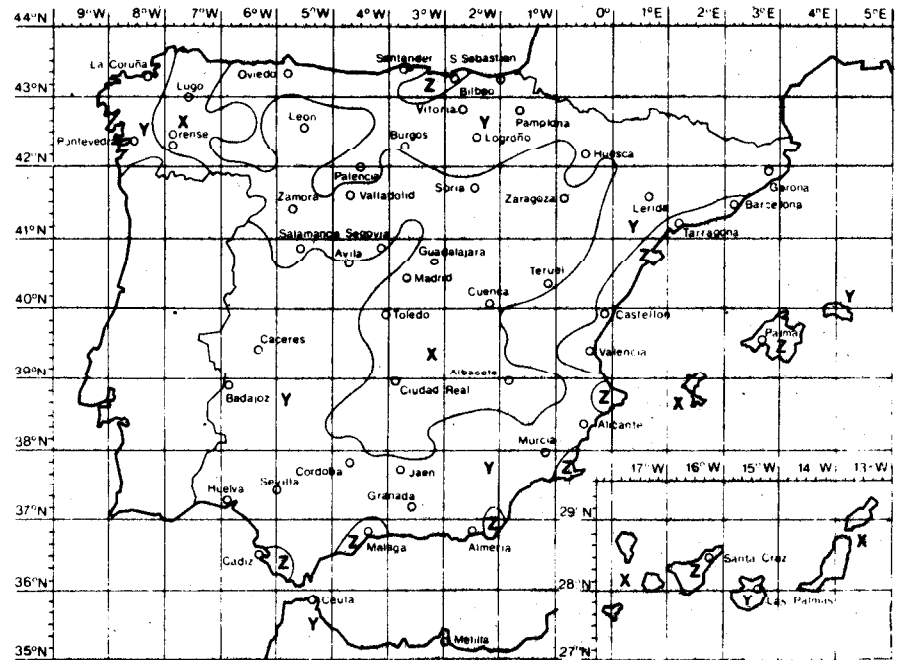 9°W 8°W 7°W 6°W 5°W 4°W 3°W 2°W 1°W 0° 1°E 2°E 3°E 5°E
44°N
La Coruña Oviedo Santander S Sebastian
43°N
Lugo Z Bilbao
Leon Vitoria Pamplona
Y X Y
Pontevedra Orense Burgos Logroño
42°N
Huesca
Palencia Gerona
Zamora Valladolid Soria Zaragoza Lerida Barcelona
Y Tarragona
41°N
Salamanca Segovia
Avila Guadalajara Z
Madrid Teruel
Cuenca Y
40°N
Toledo Castellon
Palma
Caceres X Valencia Z
39°N
Albacete
Badajoz Y Ciudad Real Z X
Alicante
38°N
Murcia
Cordoba Jaen Y Z
17°W 16°W 15°W 14 W 13°W
Huelva Sevilla Granada
37°N
Z 29° N
Cadiz Z Z Malaga Almeria Santa Cruz X
X Z
36°N
28°N
Ceuta Y Las Palmas
Y
Melilla
35°N
27°N